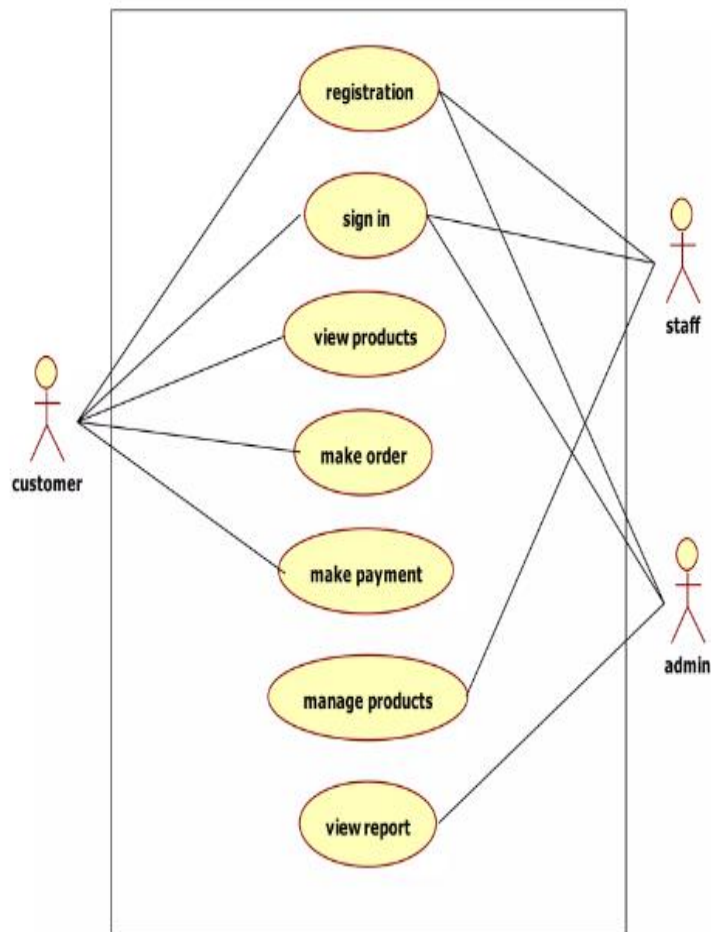 registration
sign in
view products
make order
make payment
manage products
view report
customer
staff
admin